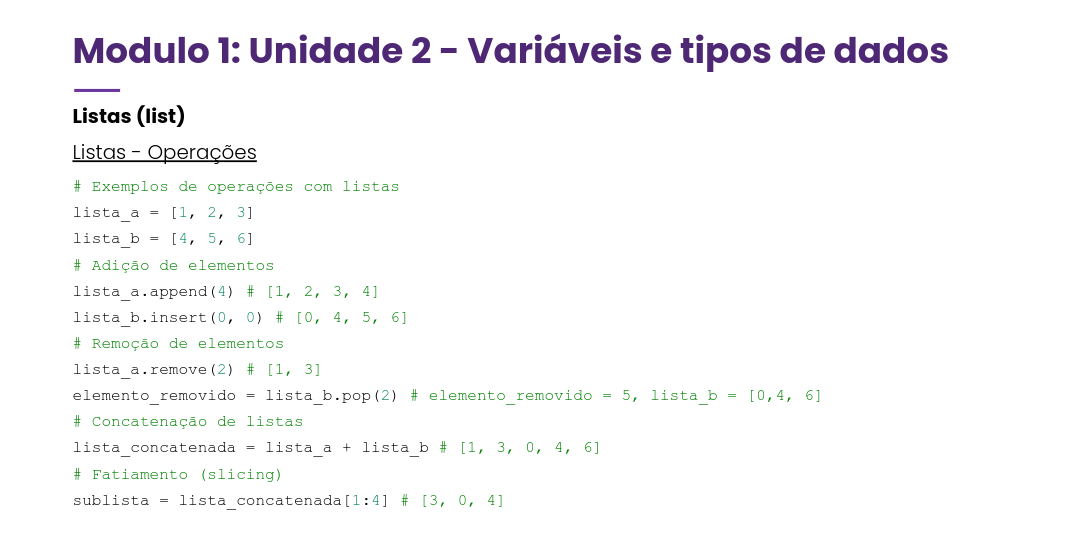 Modulo 1: Unidade 2 - Variáveis e tipos de dados
Listas (list)
Listas - Operações
# Exemplos de operações com listas
lista_a = [1, 2, 3]
lista_b = [4, 5, 6]
# Adição de elementos
lista_a.append(4) # [1, 2, 3, 4]
lista_b.insert(0, 0) # [0, 4, 5, 6]
# Remoção de elementos
lista_a.remove(2) # [1, 3]
elemento_removido = lista_b.pop(2) # elemento_removido = 5, lista_b = [0,4, 6]
# Concatenação de listas
lista_concatenada = lista_a + lista_b # [1, 3, 0, 4, 6]
# Fatiamento (slicing)
sublista = lista_concatenada[1:4] # [3, 0, 4]